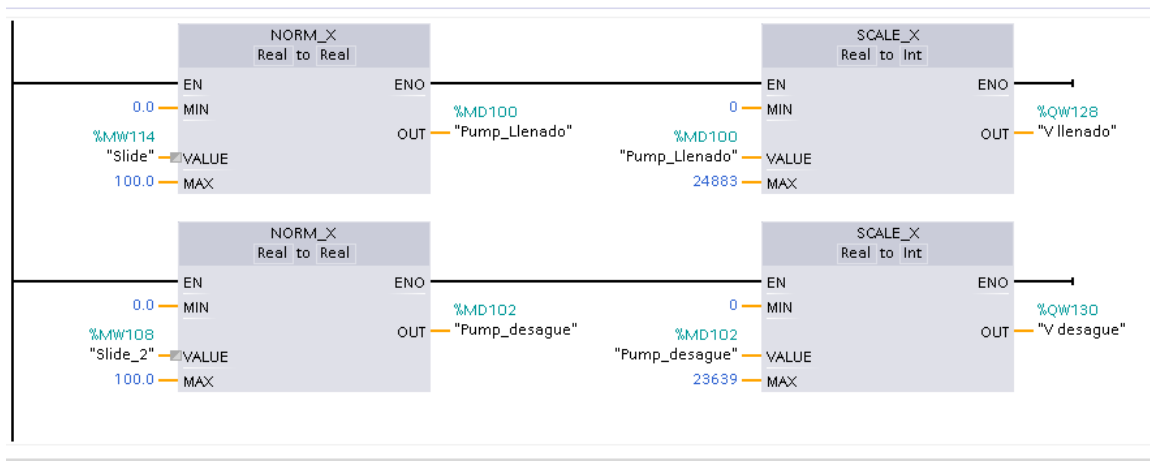 NORM_X
Real to Real
EN
ENO
0.0
MIN
%MD100
"Pump_Llenado"
OUT
%MW114
"Slide"
VALUE
100.0
MAX
SCALE_X
Real to Int
EN
ENO
0
MIN
%QW128
"V llenado"
OUT
%MD100
"Pump_Llenado"
VALUE
24883
MAX
NORM_X
Real to Real
EN
ENO
0.0
MIN
%MD102
"Pump_desague"
OUT
%MW108
"Slide_2"
VALUE
100.0
MAX
SCALE_X
Real to Int
EN
ENO
0
MIN
%QW130
"V desague"
OUT
%MD102
"Pump_desague"
VALUE
23639
MAX